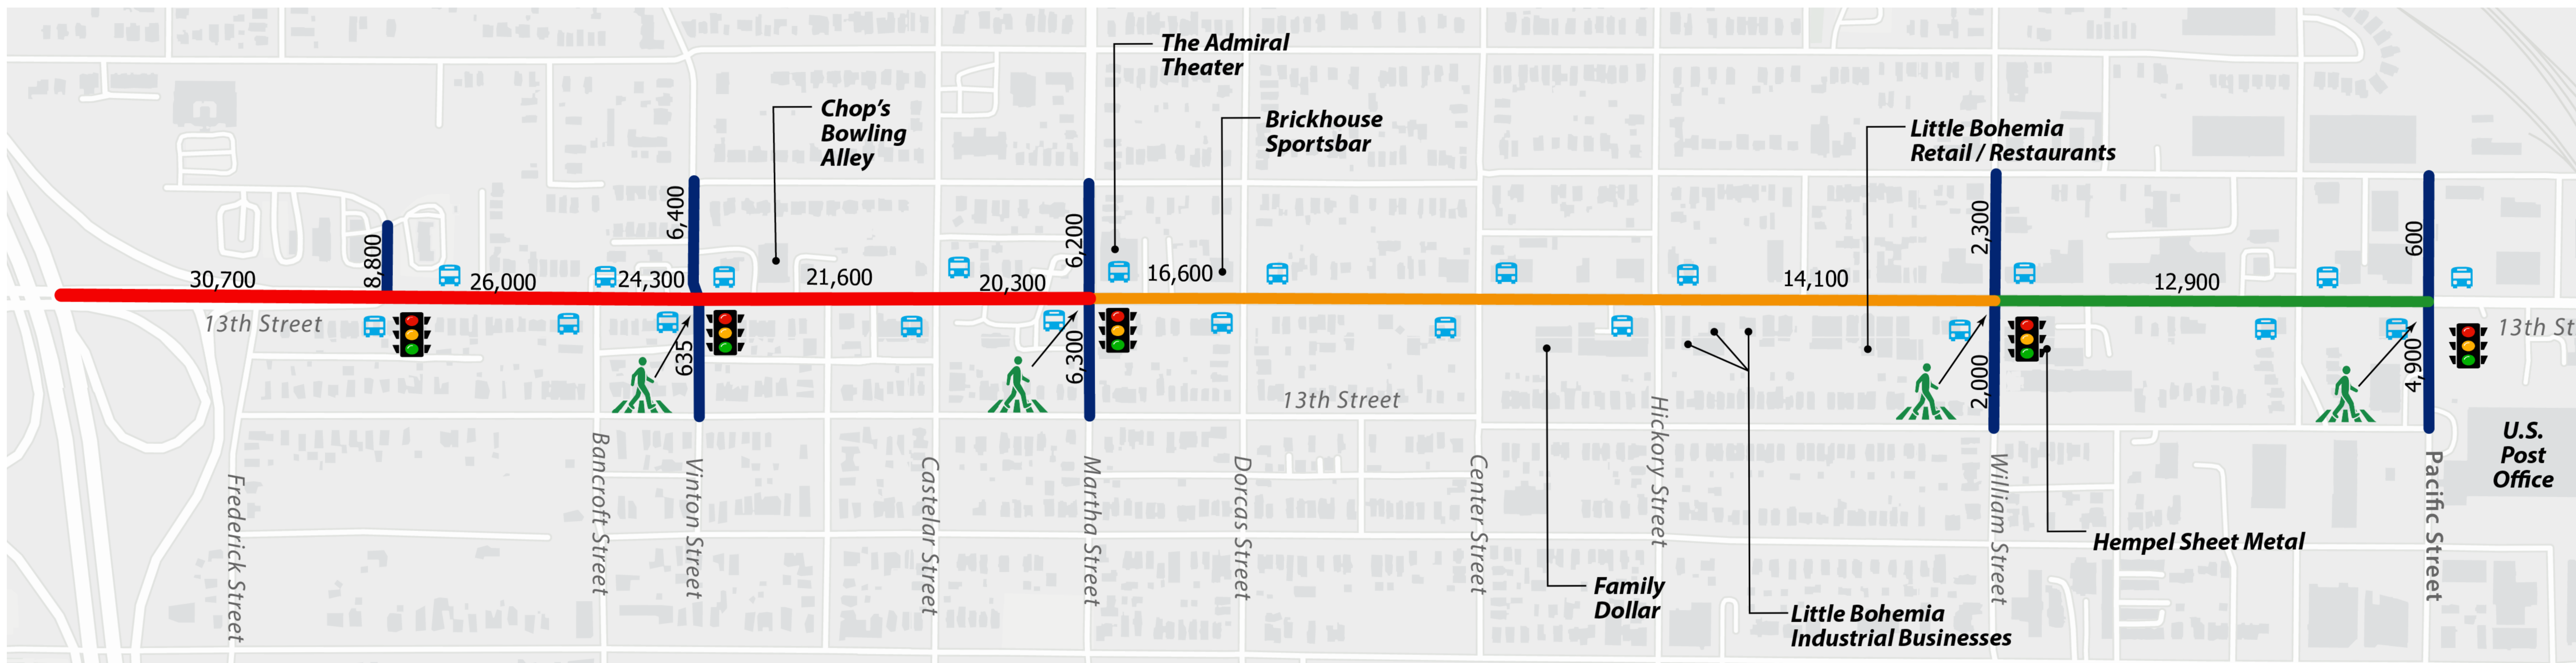 The Admiral
Theater
Chop's
Bowling
Alley
Brickhouse
Sportsbar
Little Bohemia
Retail / Restaurants
30,700
8,800
26,000
24,300
6,400
21,600
20,300
6,200
16,600
14,100
2,300
12,900
600
13th Street
635
6,300
13th Street
2,000
4,900
13th St
Frederick Street
Bancroft Street
Vinton Street
Castelar Street
Martha Street
Dorcas Street
Center Street
Hickory Street
William Street
Pacific Street
U.S.
Post
Office
Hempel Sheet Metal
Family
Dollar
Little Bohemia
Industrial Businesses